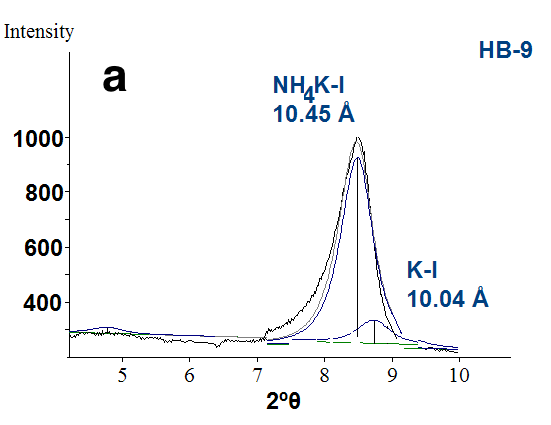 Intensity
a
HB-9
NH4K-I
10.45 Å
1000
800
600
400
K-I
10.04 Å
5 6 7 8 9 10
2ºθ